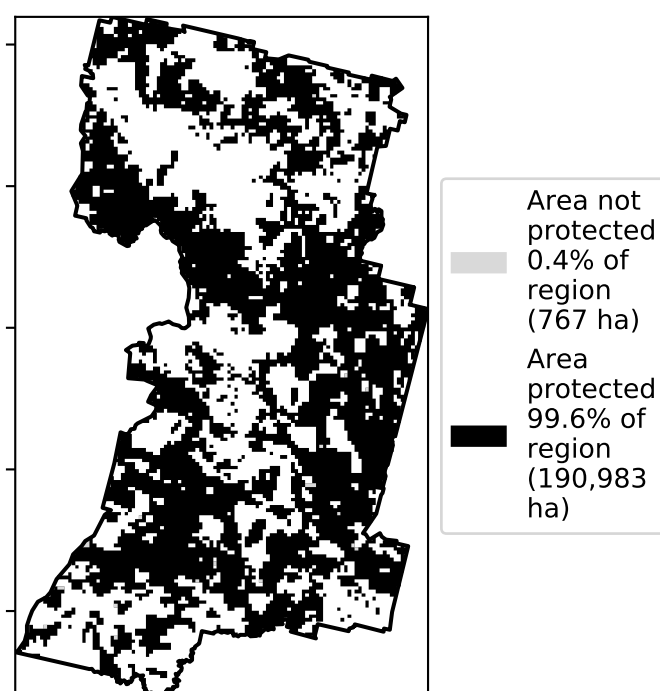 Area not
protected
0.4% of
region
(767 ha)
Area
protected
99.6% of
region
(190,983
ha)